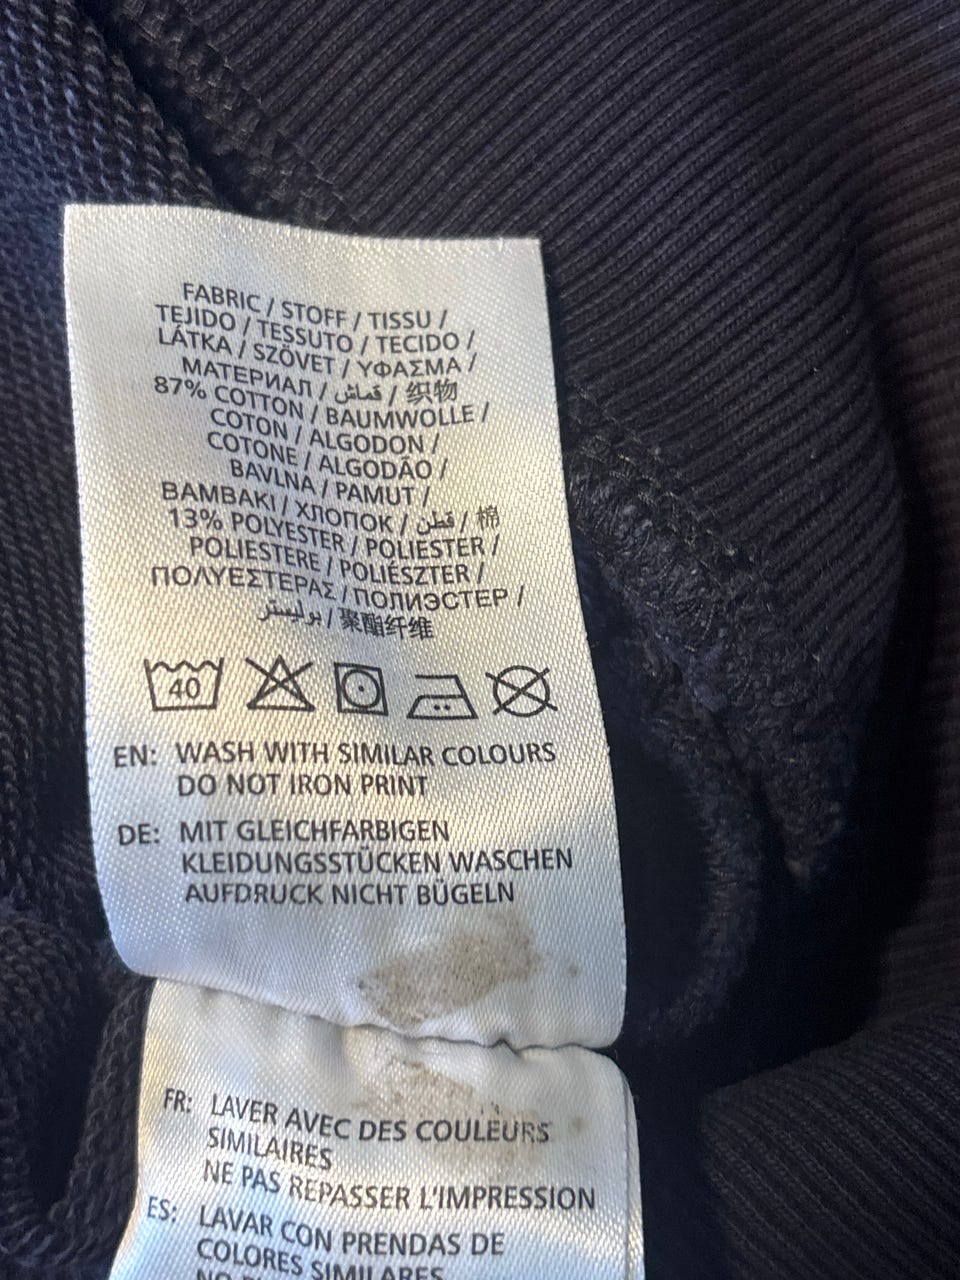 FABRIC / STOFF / TISSU /
TEJIDO / TESSUTO / TECIDO /
LÁTKA / SZÖVET / ΥΦΑΣΜΑ /
МАТЕРИАЛ / قماش / 织物
87% COTTON / BAUMWOLLE /
COTON / ALGODON /
COTONE / ALGODÃO /
BAVLNA / PAMUT /
BAMBAKI / ХЛОПОК / قطن / 棉
13% POLYESTER / POLIESTER /
POLIESTERE / POLIÉSZTER /
ΠΟΛΥΕΣΤΕΡΑΣ / ПОЛИЭСТЕР /
بوليستر / 聚酯纤维
40
EN: WASH WITH SIMILAR COLOURS
DO NOT IRON PRINT
DE: MIT GLEICHFARBIGEN
KLEIDUNGSSTÜCKEN WASCHEN
AUFDRUCK NICHT BÜGELN
FR: LAVER AVEC DES COULEURS
SIMILAIRES
NE PAS REPASSER L'IMPRESSION
ES: LAVAR CON PRENDAS DE
COLORES SIMILARES
NO